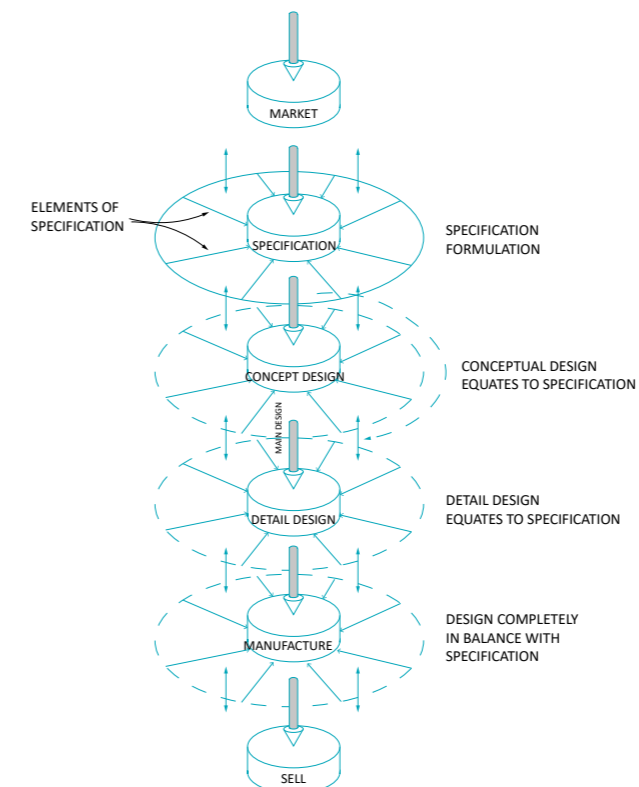 MARKET
ELEMENTS OF
SPECIFICATION
SPECIFICATION
SPECIFICATION
FORMULATION
CONCEPT DESIGN
CONCEPTUAL DESIGN
EQUATES TO SPECIFICATION
MAIN DESIGN
DETAIL DESIGN
DETAIL DESIGN
EQUATES TO SPECIFICATION
MANUFACTURE
DESIGN COMPLETELY
IN BALANCE WITH
SPECIFICATION
SELL